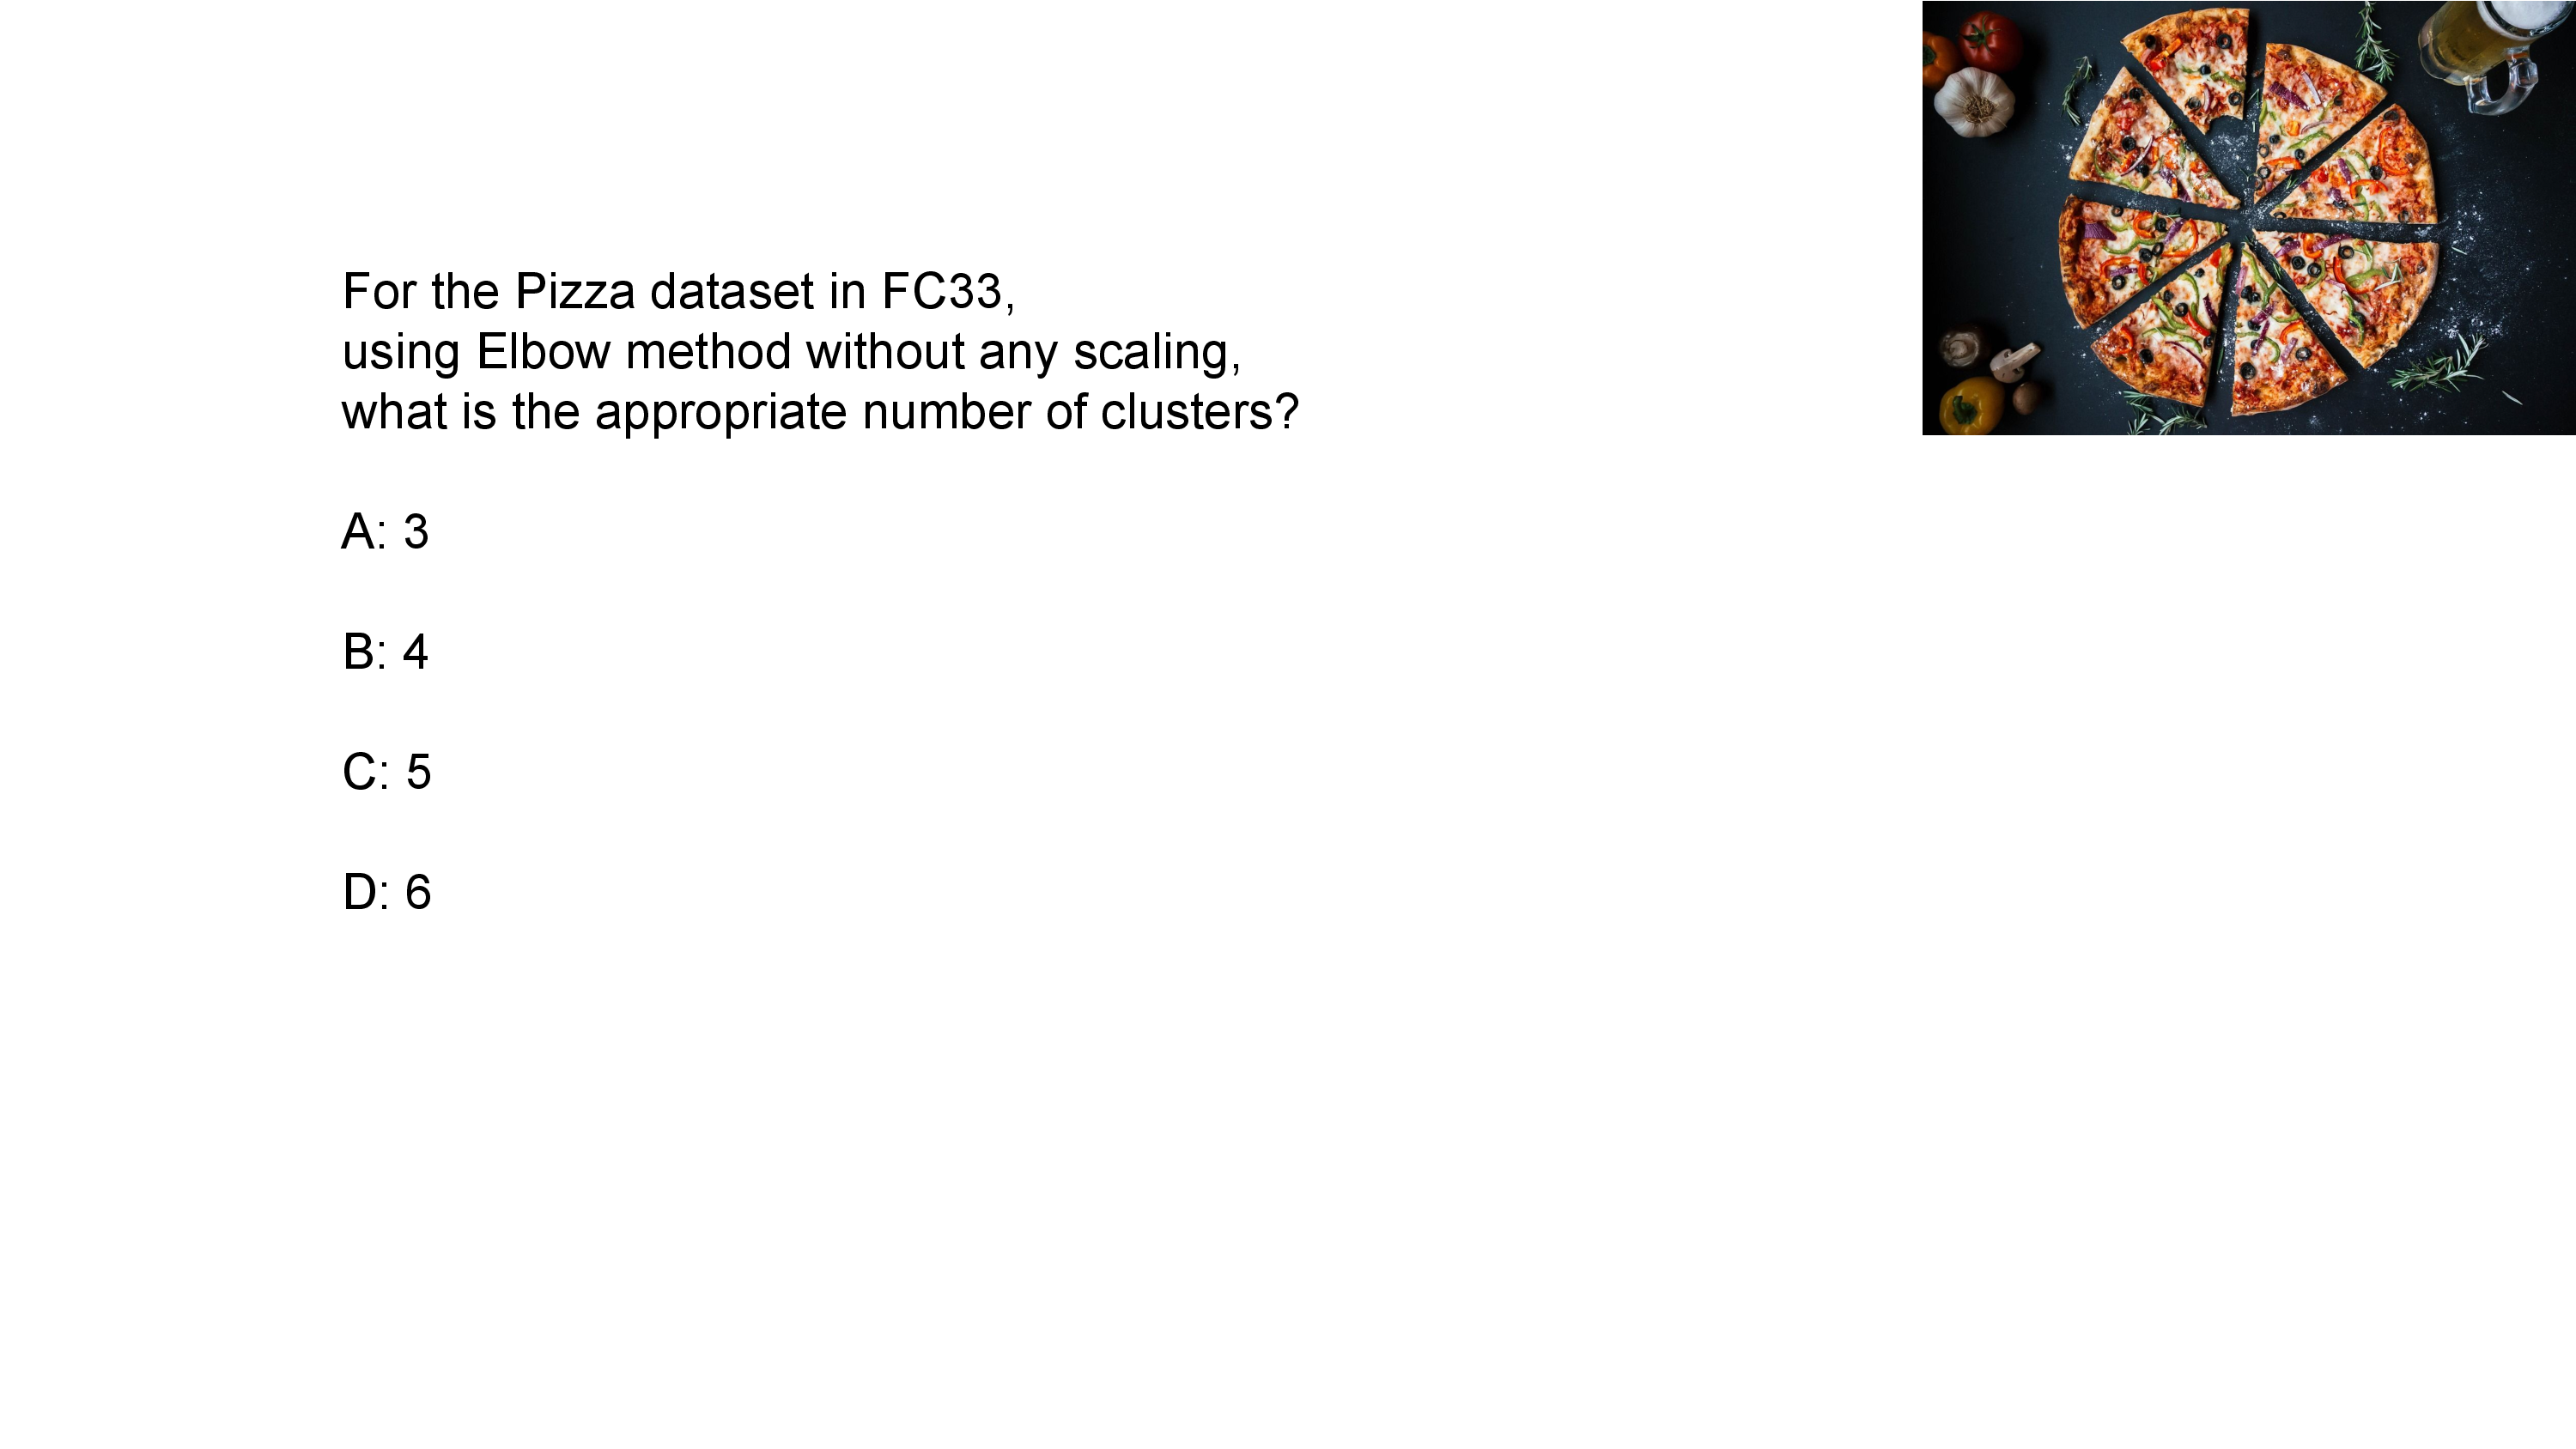 For the Pizza dataset in FC33,
using Elbow method without any scaling,
what is the appropriate number of clusters?
A: 3
B: 4
C: 5
D: 6